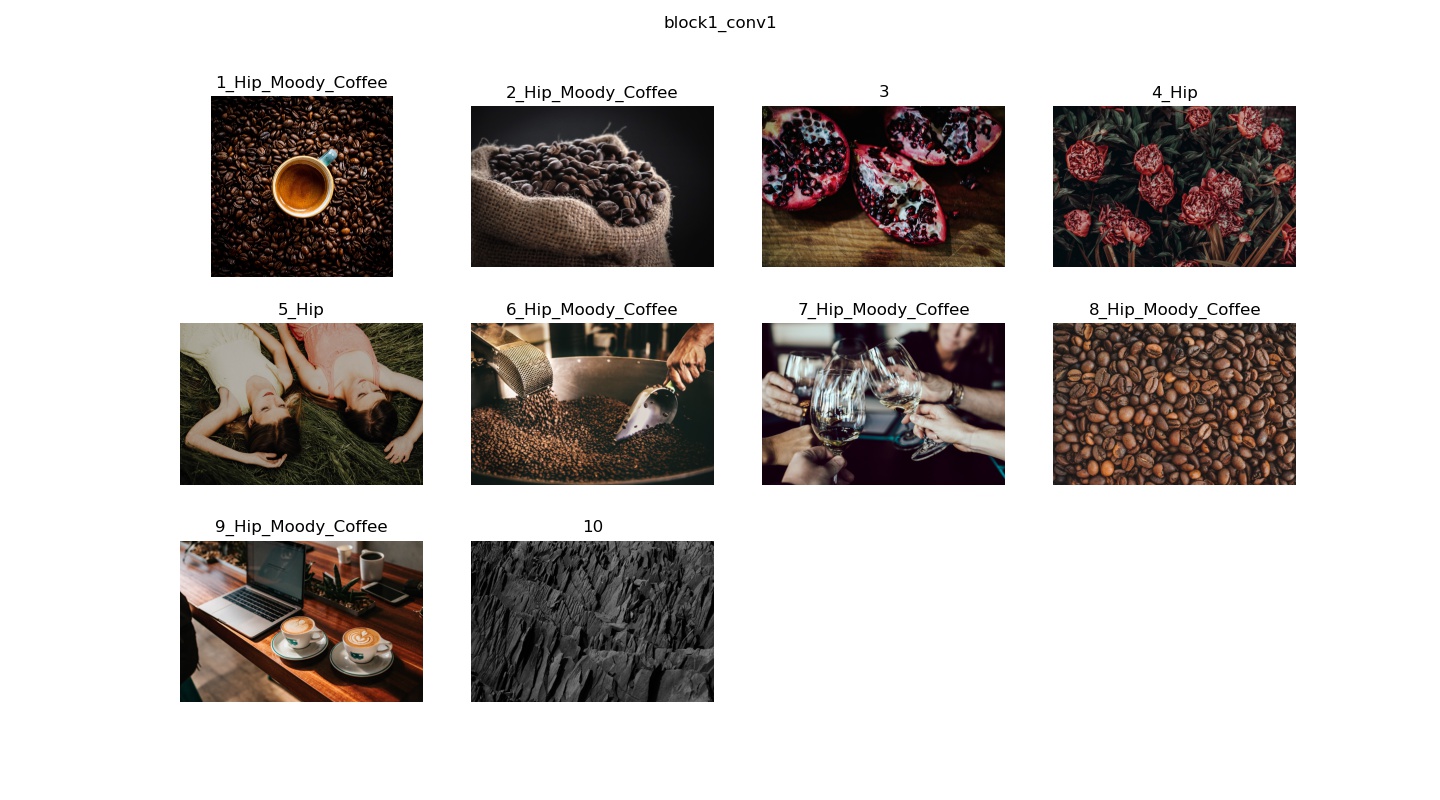 block1_conv1
1_Hip_Moody_Coffee
2_Hip_Moody_Coffee
3
4_Hip
5_Hip
6_Hip_Moody_Coffee
7_Hip_Moody_Coffee
8_Hip_Moody_Coffee
9_Hip_Moody_Coffee
10